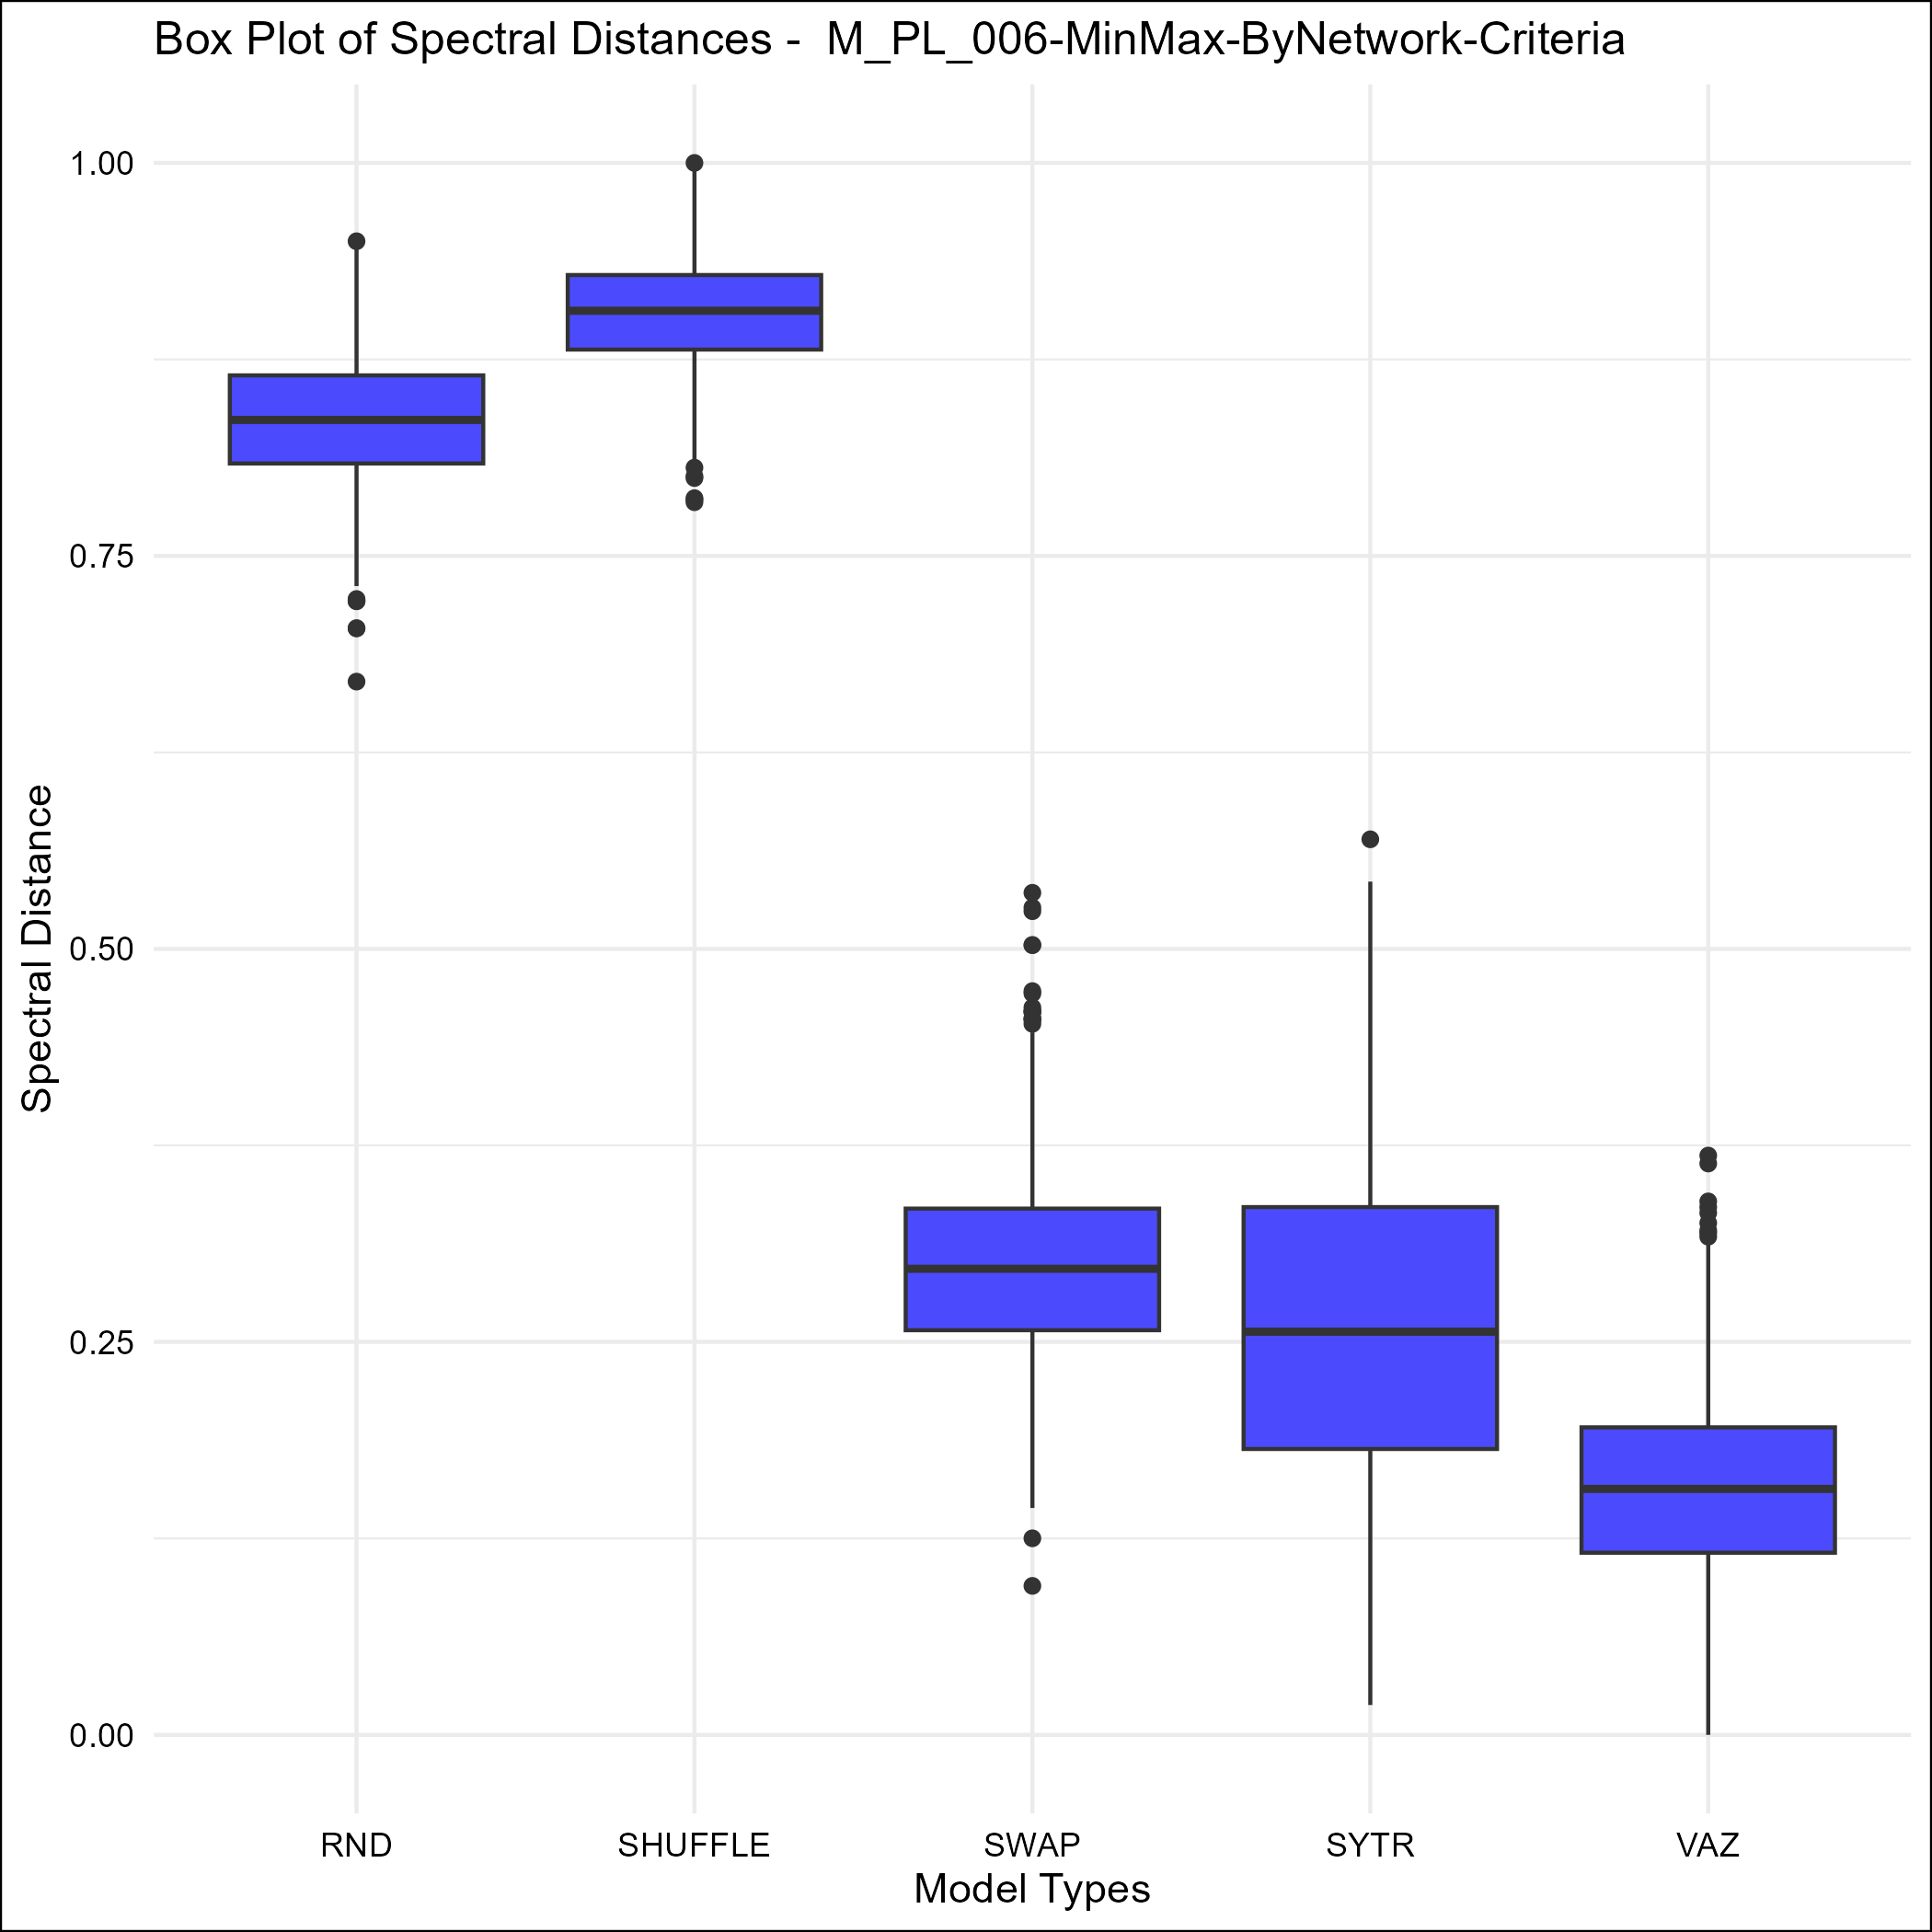 Box Plot of Spectral Distances -  M_PL_006-MinMax-ByNetwork-Criteria
1.00
0.75
0.50
0.25
0.00
Spectral Distance
RND SHUFFLE SWAP SYTR VAZ
Model Types